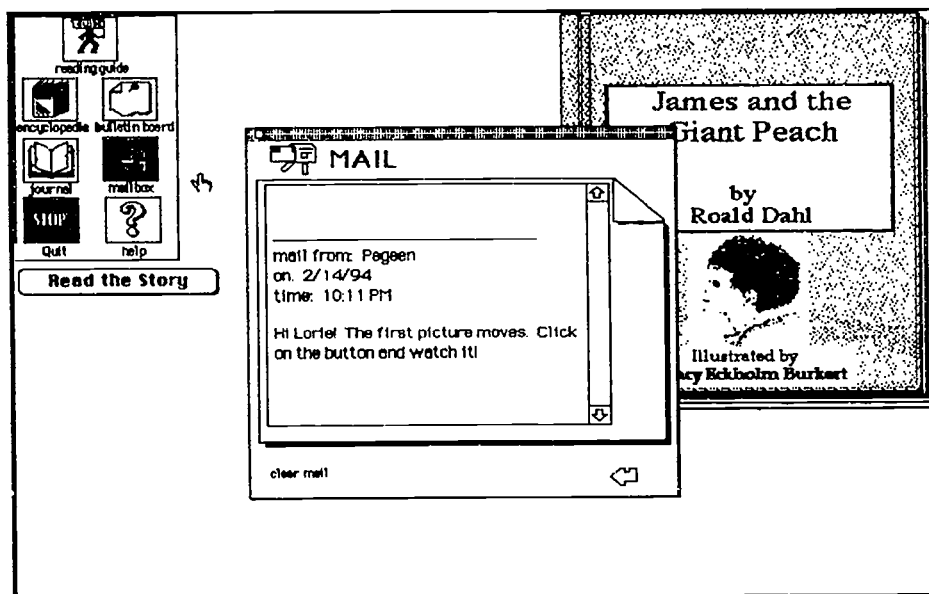 reading guide
encyclopedia bulletin board
journal mailbox
STOP
Quit help
Read the Story
MAIL
mail from: Pegeen
on: 2/14/94
time: 10:11 PM
Hi Lorie! The first picture moves. Click
on the button and watch it!
clear mail
James and the
Giant Peach
by
Roald Dahl
Illustrated by
Eckholm Burkert